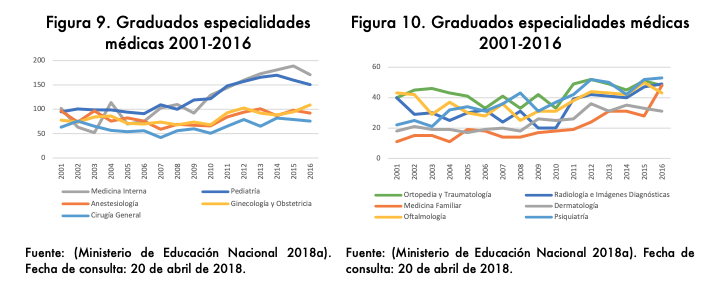 Figura 9. Graduados especialidades
médicas 2001-2016
200
150
100
50
0
2001 2002 2003 2004 2005 2006 2007 2008 2009 2010 2011 2012 2013 2014 2015 2016
Medicina Interna Pediatría
Anestesiología Ginecología y Obstetricia
Cirugía General
Fuente: (Ministerio de Educación Nacional 2018a).
Fecha de consulta: 20 de abril de 2018.
Figura 10. Graduados especialidades médicas
2001-2016
60
40
20
0
2001 2002 2003 2004 2005 2006 2007 2008 2009 2010 2011 2012 2013 2014 2015 2016
Ortopedia y Traumatología Radiología e Imágenes Diagnósticas
Medicina Familiar Dermatología
Oftalmología Psiquiatría
Fuente: (Ministerio de Educación Nacional 2018a). Fecha de
consulta: 20 de abril de 2018.